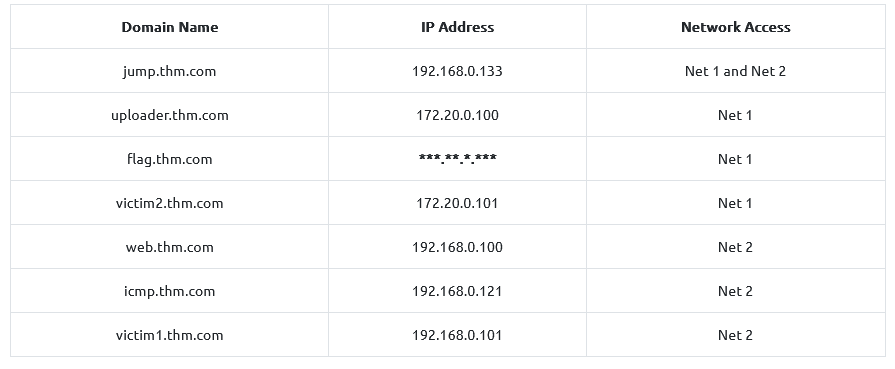 Domain Name IP Address Network Access
jump.thm.com 192.168.0.133 Net 1 and Net 2
uploader.thm.com 172.20.0.100 Net 1
flag.thm.com ***.**.*.*** Net 1
victim2.thm.com 172.20.0.101 Net 1
web.thm.com 192.168.0.100 Net 2
icmp.thm.com 192.168.0.121 Net 2
victim1.thm.com 192.168.0.101 Net 2